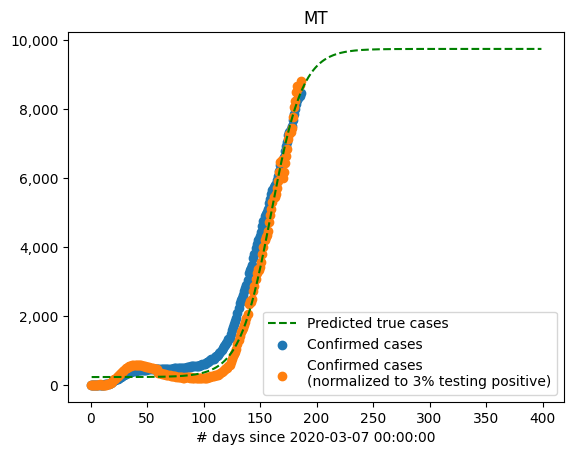 MT
10,000
8,000
6,000
4,000
2,000
0
Predicted true cases
Confirmed cases
Confirmed cases
(normalized to 3% testing positive)
0 50 100 150 200 250 300 350 400
# days since 2020-03-07 00:00:00